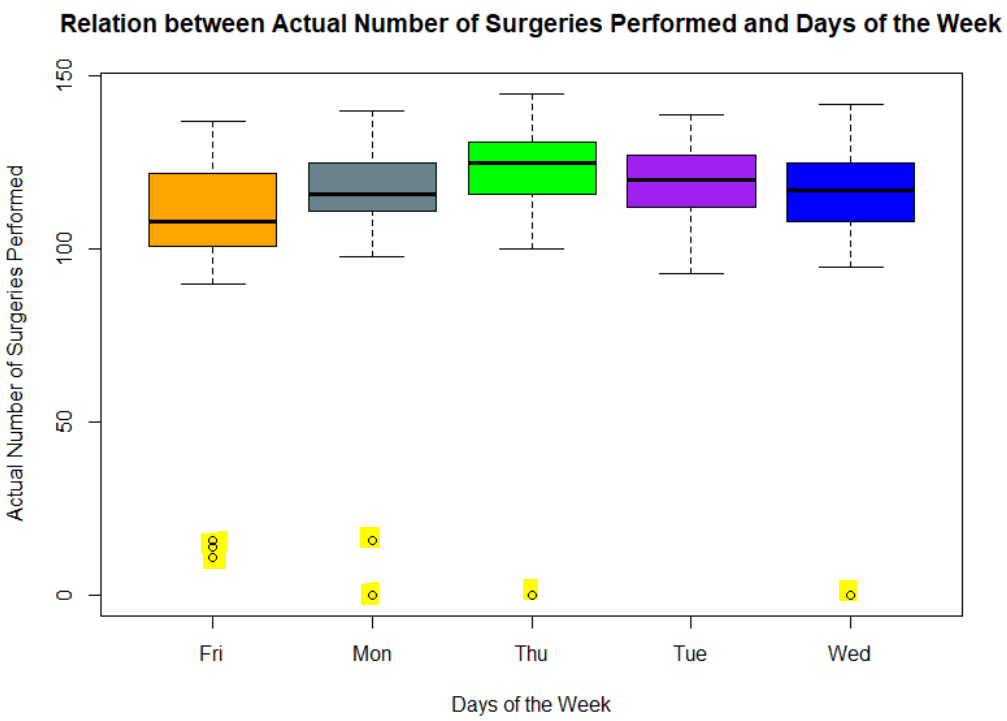 Relation between Actual Number of Surgeries Performed and Days of the Week
Actual Number of Surgeries Performed
150
100
50
0
Fri Mon Thu Tue Wed
Days of the Week